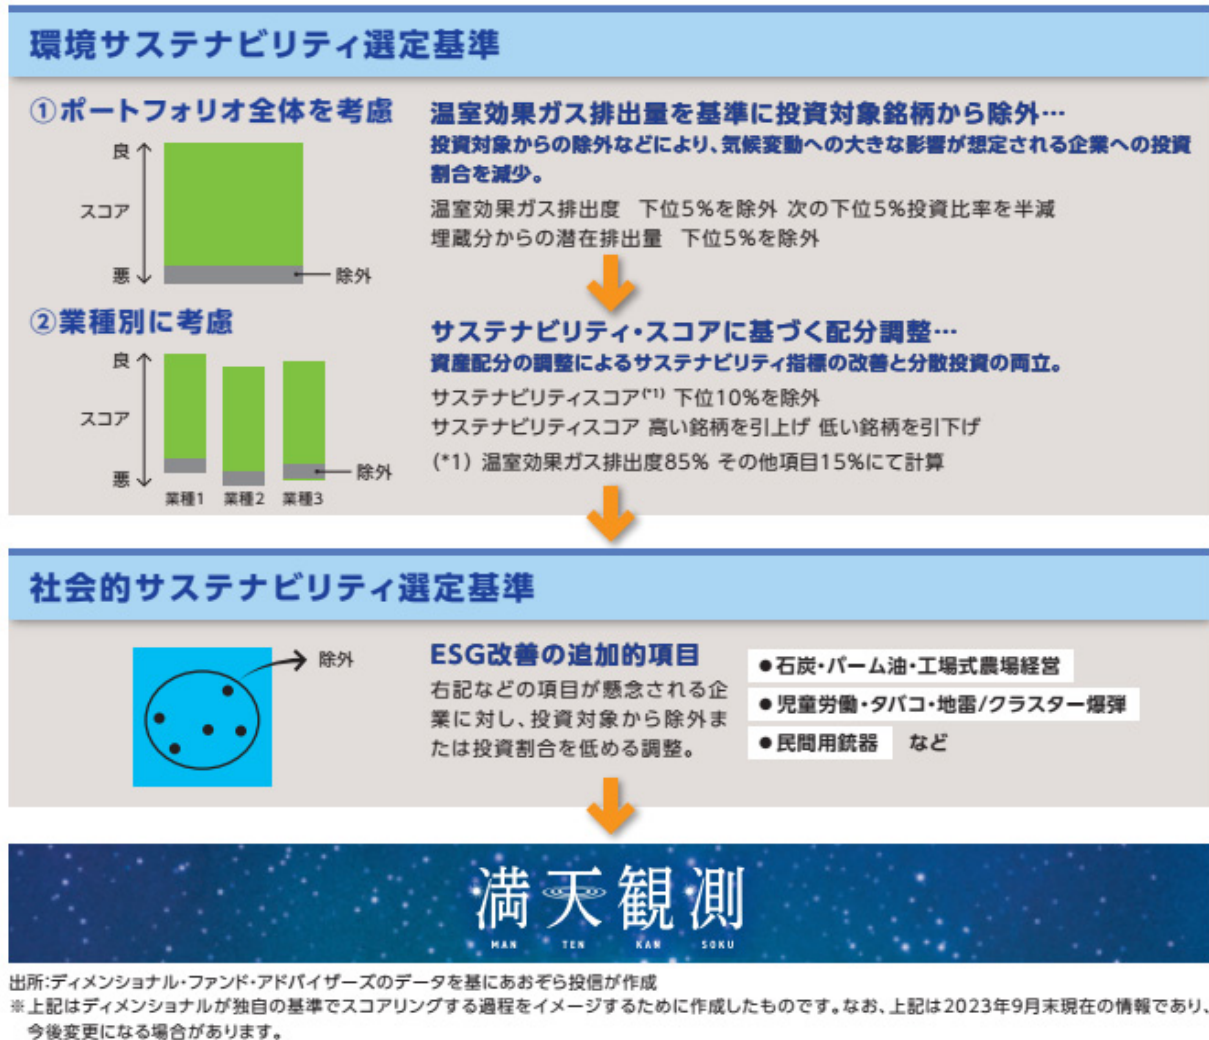 環境サステナビリティ選定基準
①ポートフォリオ全体を考慮
良
スコア
悪
除外
温室効果ガス排出量を基準に投資対象銘柄から除外…
投資対象からの除外などにより、気候変動への大きな影響が想定される企業への投資
割合を減少。
温室効果ガス排出度 下位5%を除外 次の下位5%投資比率を半減
埋蔵分からの潜在排出量 下位5%を除外
②業種別に考慮
良
スコア
悪
除外
業種1 業種2 業種3
サステナビリティ・スコアに基づく配分調整…
資産配分の調整によるサステナビリティ指標の改善と分散投資の両立。
サステナビリティスコア(*1) 下位10%を除外
サステナビリティスコア 高い銘柄を引上げ 低い銘柄を引下げ
(*1) 温室効果ガス排出度85% その他項目15%にて計算
社会的サステナビリティ選定基準
除外
ESG改善の追加的項目
右記などの項目が懸念される企
業に対し、投資対象から除外ま
たは投資割合を低める調整。
●石炭・パーム油・工場式農場経営
●児童労働・タバコ・地雷/クラスター爆弾
●民間用銃器 など
満天観測
MAN TEN KAN SOKU
出所:ディメンショナル・ファンド・アドバイザーズのデータを基にあおぞら投信が作成
※上記はディメンショナルが独自の基準でスコアリングする過程をイメージするために作成したものです。なお、上記は2023年9月末現在の情報であり、
今後変更になる場合があります。